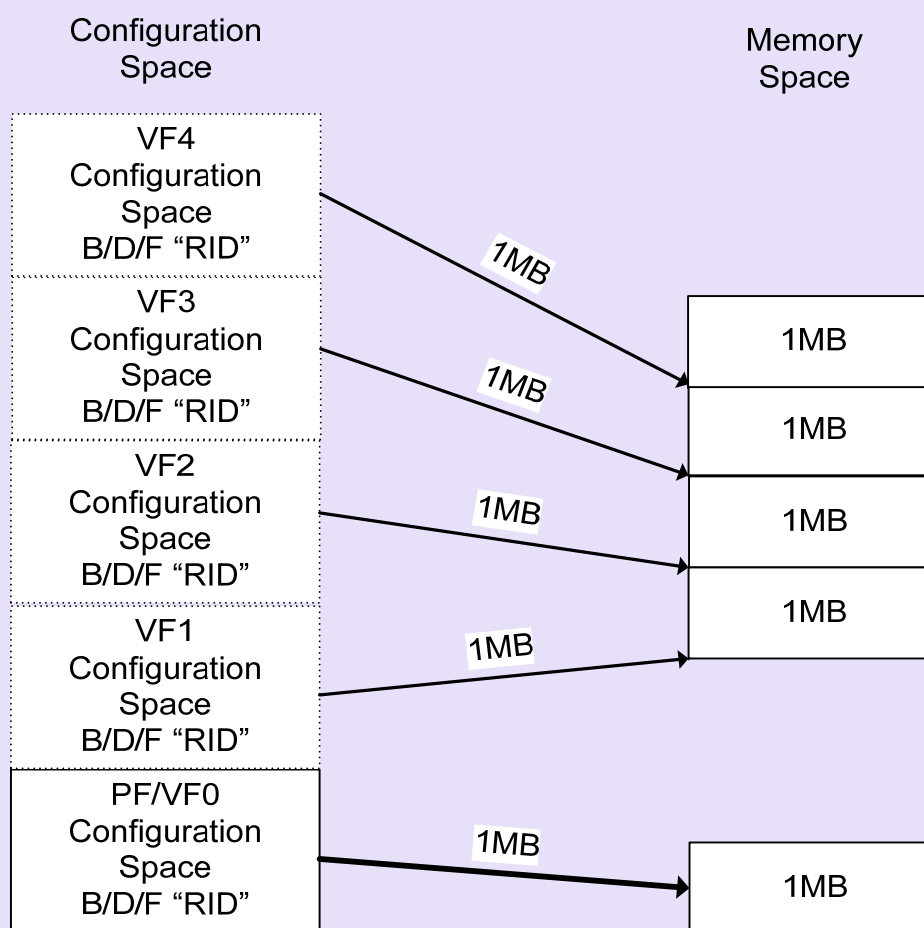 Configuration
Space
Memory
Space
VF4
Configuration
Space
B/D/F “RID”
1MB
VF3
Configuration
Space
B/D/F “RID”
1MB
VF2
Configuration
Space
B/D/F “RID”
1MB
VF1
Configuration
Space
B/D/F “RID”
1MB
PF/VF0
Configuration
Space
B/D/F “RID”
1MB
1MB
1MB
1MB
1MB
1MB